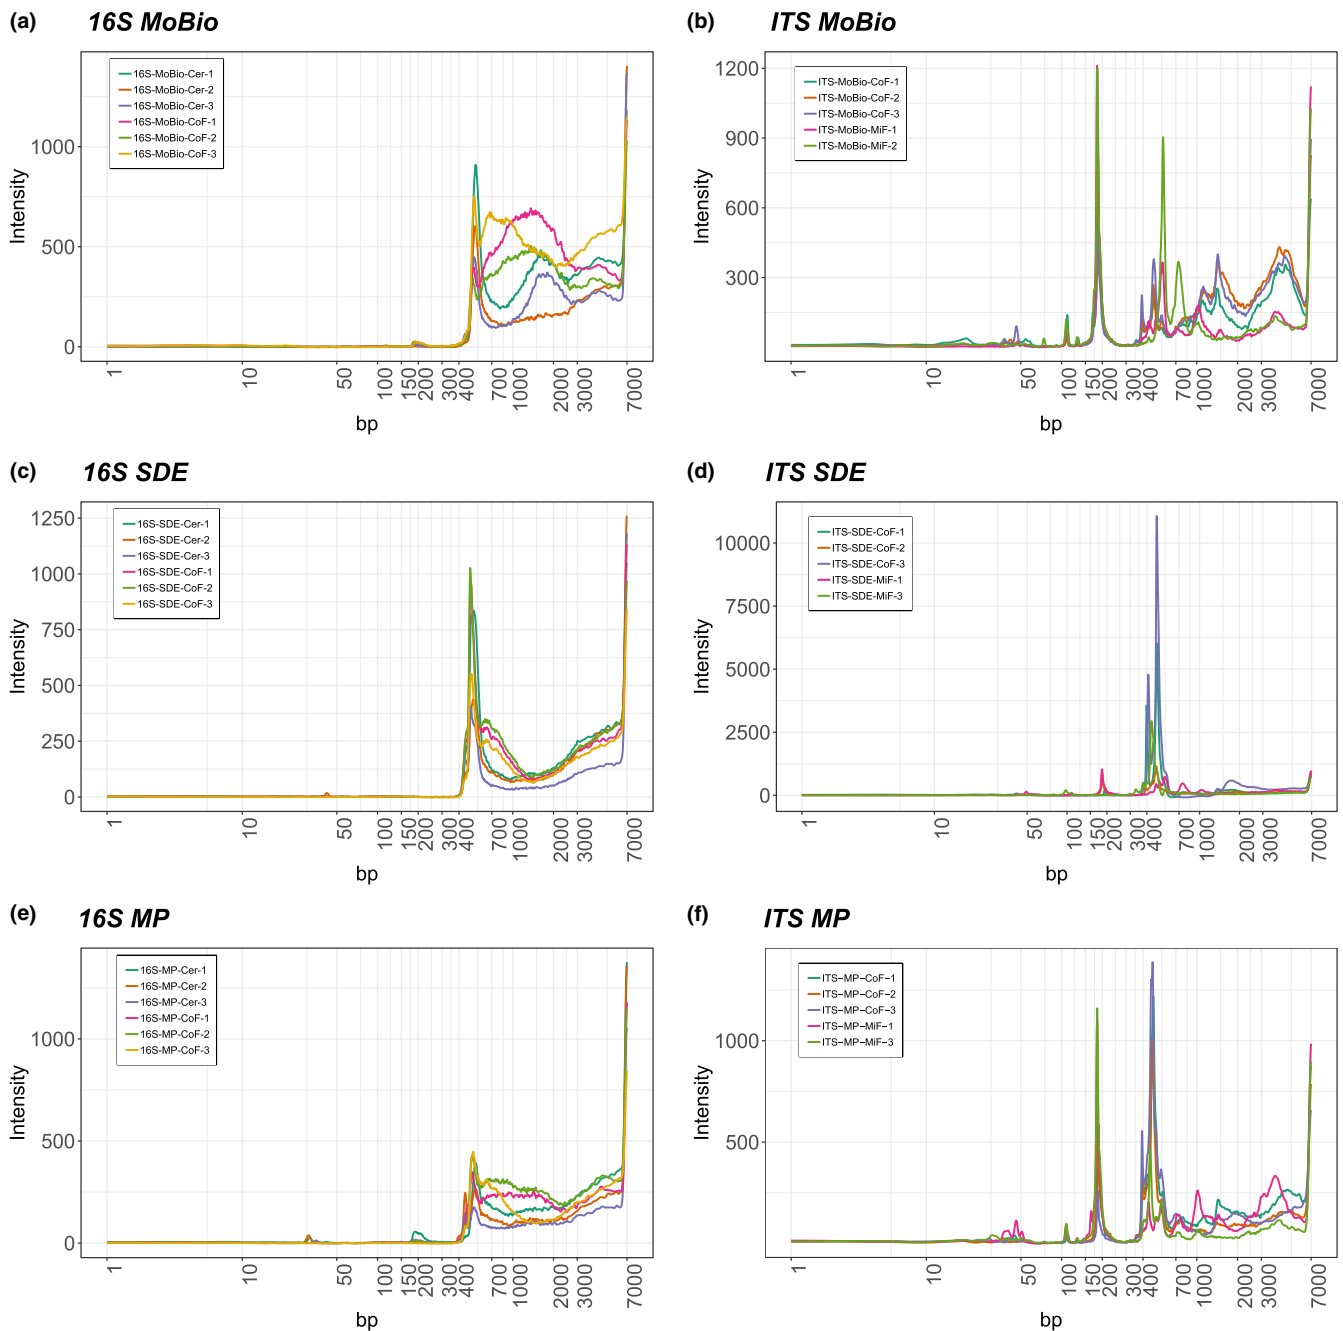 (a) 16S MoBio
1000
500
0
Intensity
16S-MoBio-Cer-1
16S-MoBio-Cer-2
16S-MoBio-Cer-3
16S-MoBio-CoF-1
16S-MoBio-CoF-2
16S-MoBio-CoF-3
1 10 50 100 150 200 300 400 700 1000 2000 3000 7000
bp
(b) ITS MoBio
1200
900
600
300
Intensity
ITS-MoBio-CoF-1
ITS-MoBio-CoF-2
ITS-MoBio-CoF-3
ITS-MoBio-MiF-1
ITS-MoBio-MiF-2
1 10 50 100 150 200 300 400 700 1000 2000 3000 7000
bp
(c) 16S SDE
1250
1000
750
500
250
0
Intensity
16S-SDE-Cer-1
16S-SDE-Cer-2
16S-SDE-Cer-3
16S-SDE-CoF-1
16S-SDE-CoF-2
16S-SDE-CoF-3
1 10 50 100 150 200 300 400 700 1000 2000 3000 7000
bp
(d) ITS SDE
10000
7500
5000
2500
0
Intensity
ITS-SDE-CoF-1
ITS-SDE-CoF-2
ITS-SDE-CoF-3
ITS-SDE-MiF-1
ITS-SDE-MiF-3
1 10 50 100 150 200 300 400 700 1000 2000 3000 7000
bp
(e) 16S MP
1000
500
0
Intensity
16S-MP-Cer-1
16S-MP-Cer-2
16S-MP-Cer-3
16S-MP-CoF-1
16S-MP-CoF-2
16S-MP-CoF-3
1 10 50 100 150 200 300 400 700 1000 2000 3000 7000
bp
(f) ITS MP
1000
500
Intensity
ITS−MP−CoF−1
ITS−MP−CoF−2
ITS−MP−CoF−3
ITS−MP−MiF−1
ITS−MP−MiF−3
1 10 50 100 150 200 300 400 700 1000 2000 3000 7000
bp